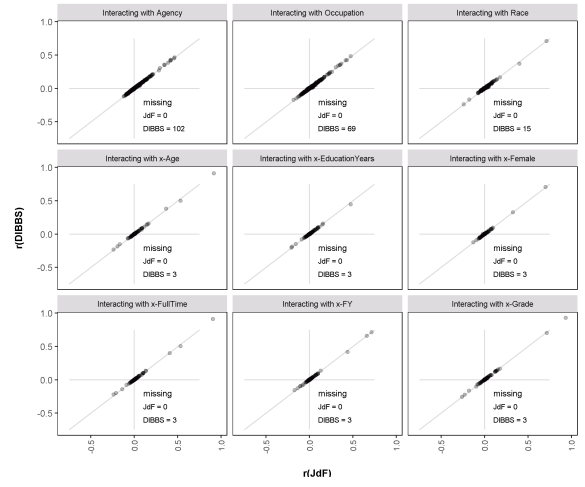 Interacting with Agency
Interacting with Occupation
Interacting with Race
1.0
0.5
0.0
-0.5
missing
JdF = 0
DIBBS = 102
missing
JdF = 0
DIBBS = 69
missing
JdF = 0
DIBBS = 15
Interacting with x-Age
Interacting with x-EducationYears
Interacting with x-Female
r(DIBBS)
1.0
0.5
0.0
-0.5
missing
JdF = 0
DIBBS = 3
missing
JdF = 0
DIBBS = 3
missing
JdF = 0
DIBBS = 3
Interacting with x-FullTime
Interacting with x-FY
Interacting with x-Grade
1.0
0.5
0.0
-0.5
missing
JdF = 0
DIBBS = 3
missing
JdF = 0
DIBBS = 3
missing
JdF = 0
DIBBS = 3
-0.5
0.0
0.5
1.0
-0.5
0.0
0.5
1.0
-0.5
0.0
0.5
1.0
r(JdF)